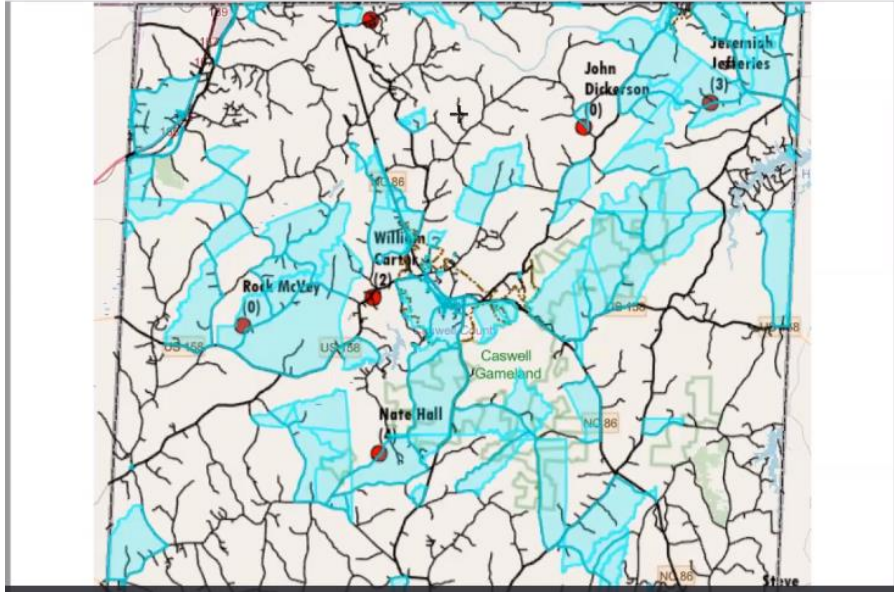 John
Dickerson
(0)
Jeremiah
Jefferies
(3)
NC 86
William
Carter
(2)
Rock McVey
(0)
US 158
US 158
Caswell
Gameland
Nate Hall
NC 86
NC 86
Steve